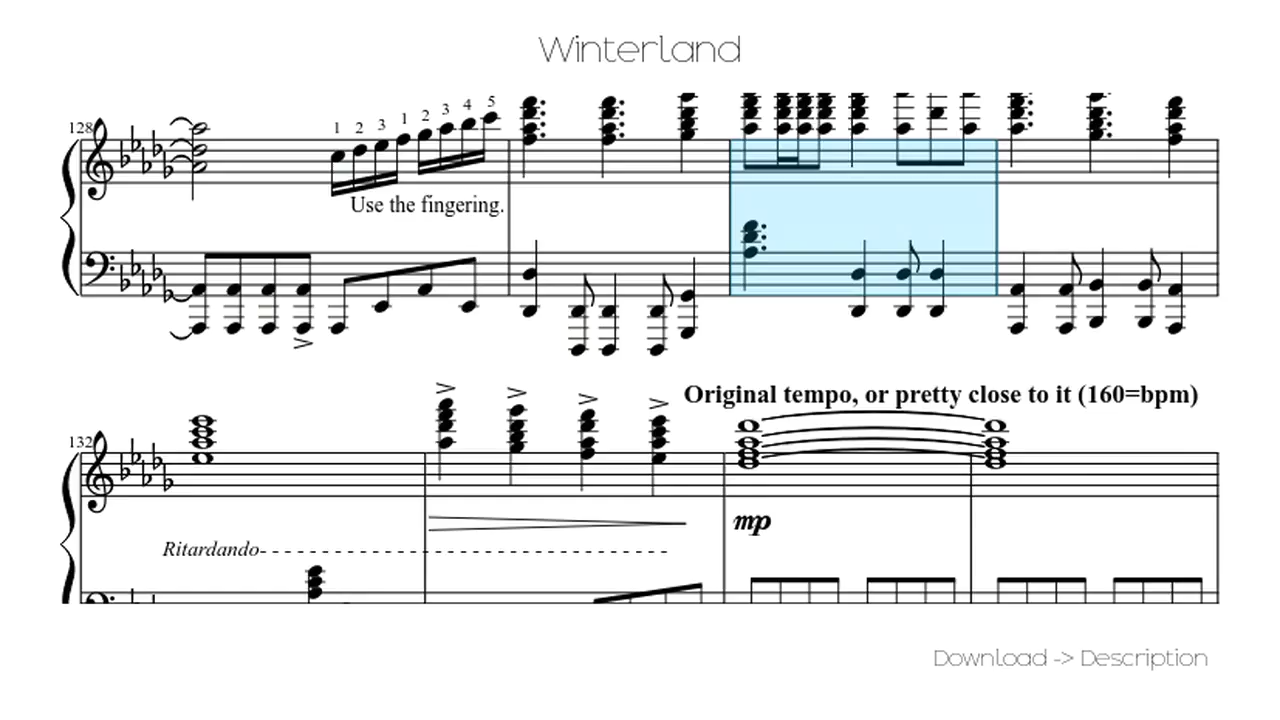 Winterland
128
1 2 3 1 2 3 4 5
Use the fingering.
Original tempo, or pretty close to it (160=bpm)
132
mp
Ritardando
Download -> Description